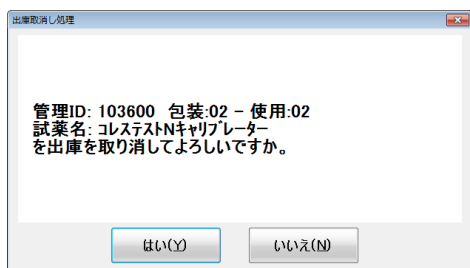 出庫取消し処理
管理ID: 103600 包装:02 – 使用:02
試薬名: ｺﾚｽﾃｽﾄNｷｬﾘﾌﾞﾚｰﾀｰ
を出庫を取り消してよろしいですか。
はい(Y) いいえ(N)